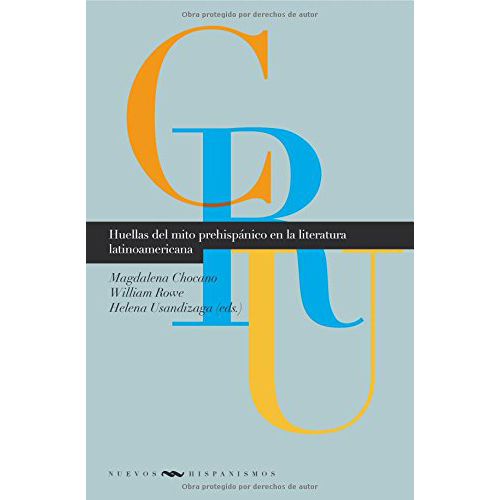 Obra protegido por derechos de autor
C
R
U
Huellas del mito prehispánico en la literatura
latinoamericana
Magdalena Chocano
William Rowe
Helena Usandizaga (eds.)
NUEVOS HISPANISMOS
Obra protegido por derechos de autor